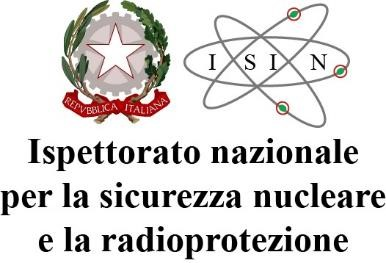 REPVBBLICA ITALIANA
I S I N
Ispettorato nazionale
per la sicurezza nucleare
e la radioprotezione